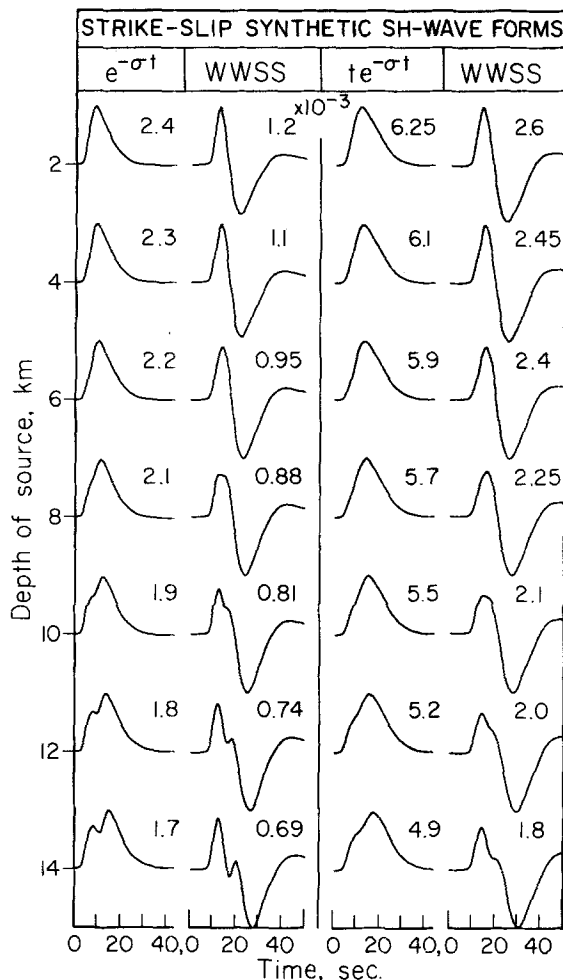 STRIKE-SLIP SYNTHETIC SH-WAVE FORMS
e^-σt WWSS te^-σt WWSS
x10^-3
2 2.4 1.2 6.25 2.6
4 2.3 1.1 6.1 2.45
6 2.2 0.95 5.9 2.4
8 2.1 0.88 5.7 2.25
10 1.9 0.81 5.5 2.1
12 1.8 0.74 5.2 2.0
14 1.7 0.69 4.9 1.8
Depth of source, km
0 20 40,0 20 40 0 20 40,0 20 40
Time, sec.